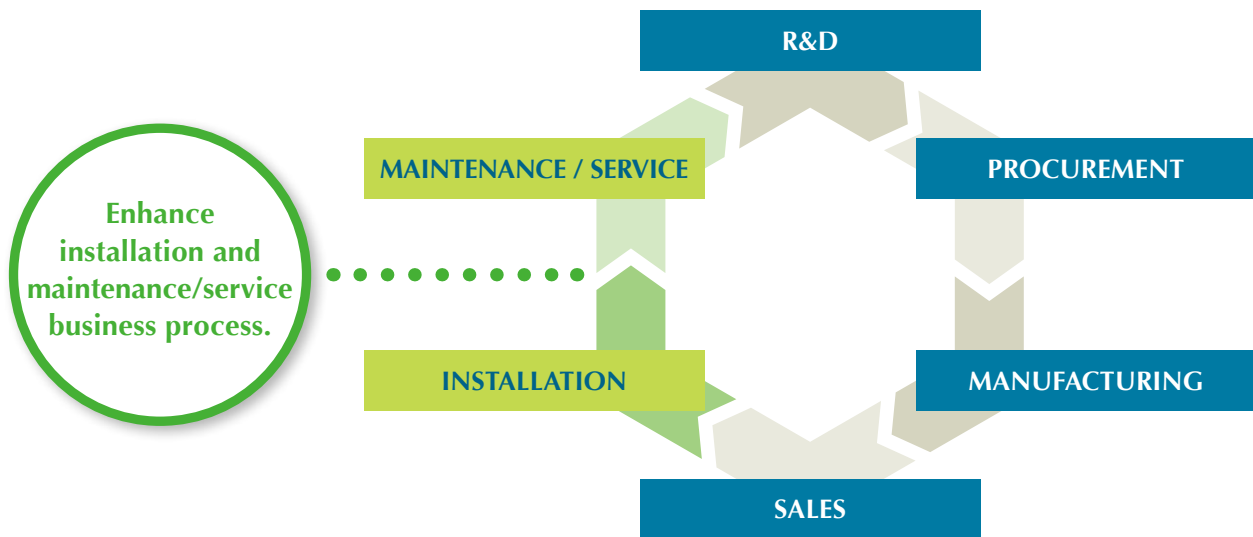 R&D
MAINTENANCE / SERVICE
PROCUREMENT
Enhance
installation and
maintenance/service
business process.
INSTALLATION
MANUFACTURING
SALES